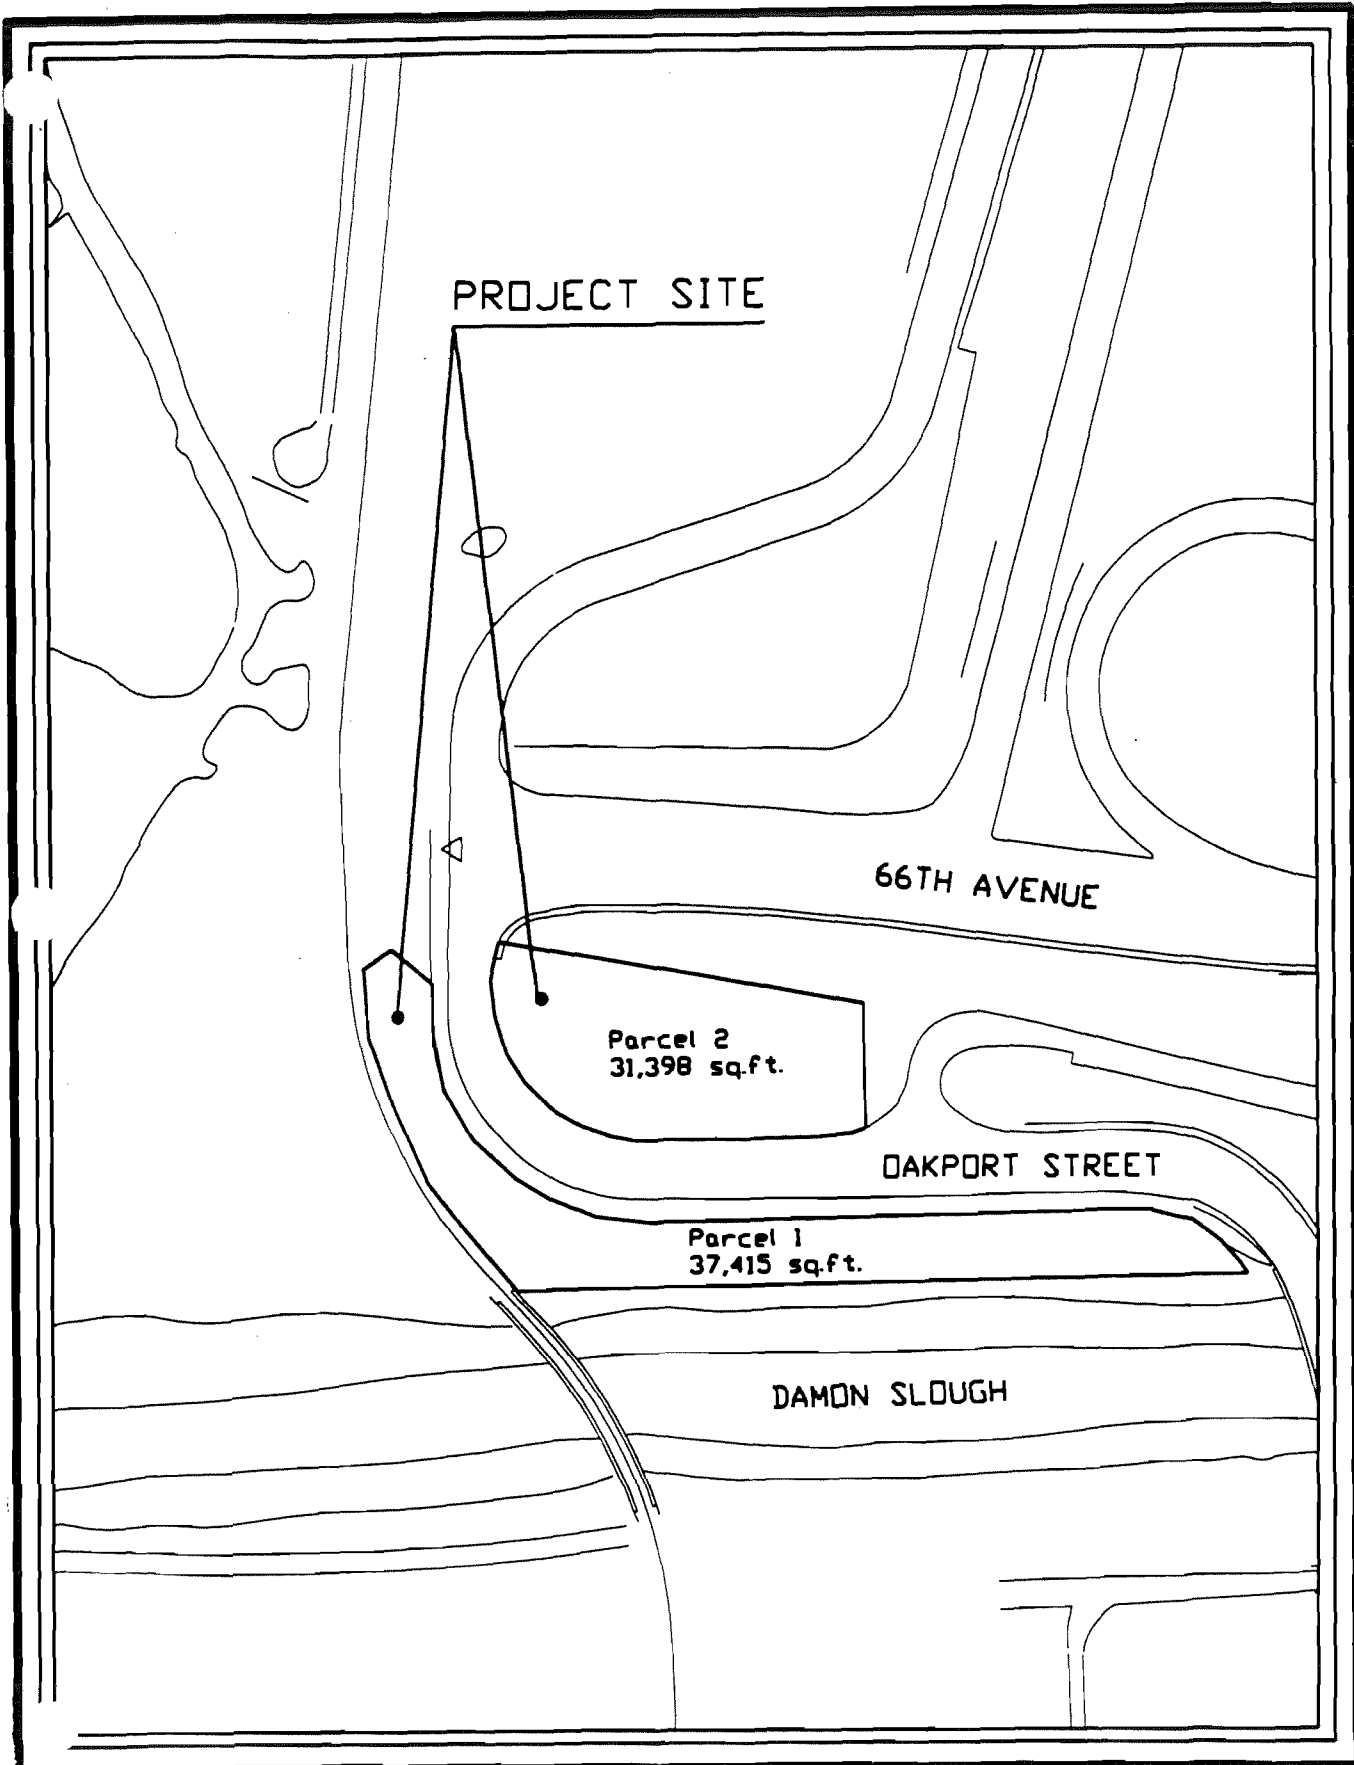 PROJECT SITE
66TH AVENUE
Parcel 2
31,398 sq.ft.
OAKPORT STREET
Parcel 1
37,415 sq.ft.
DAMON SLOUGH